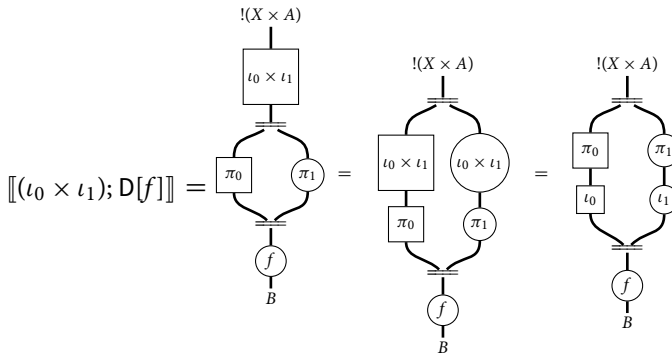 !(X × A)
ι₀ × ι₁
π₀
π₁
f
B
⟦(ι₀ × ι₁); D[f]⟧ =
=
!(X × A)
ι₀ × ι₁
ι₀ × ι₁
π₀
π₁
f
B
=
!(X × A)
π₀
π₁
ι₀
ι₁
f
B